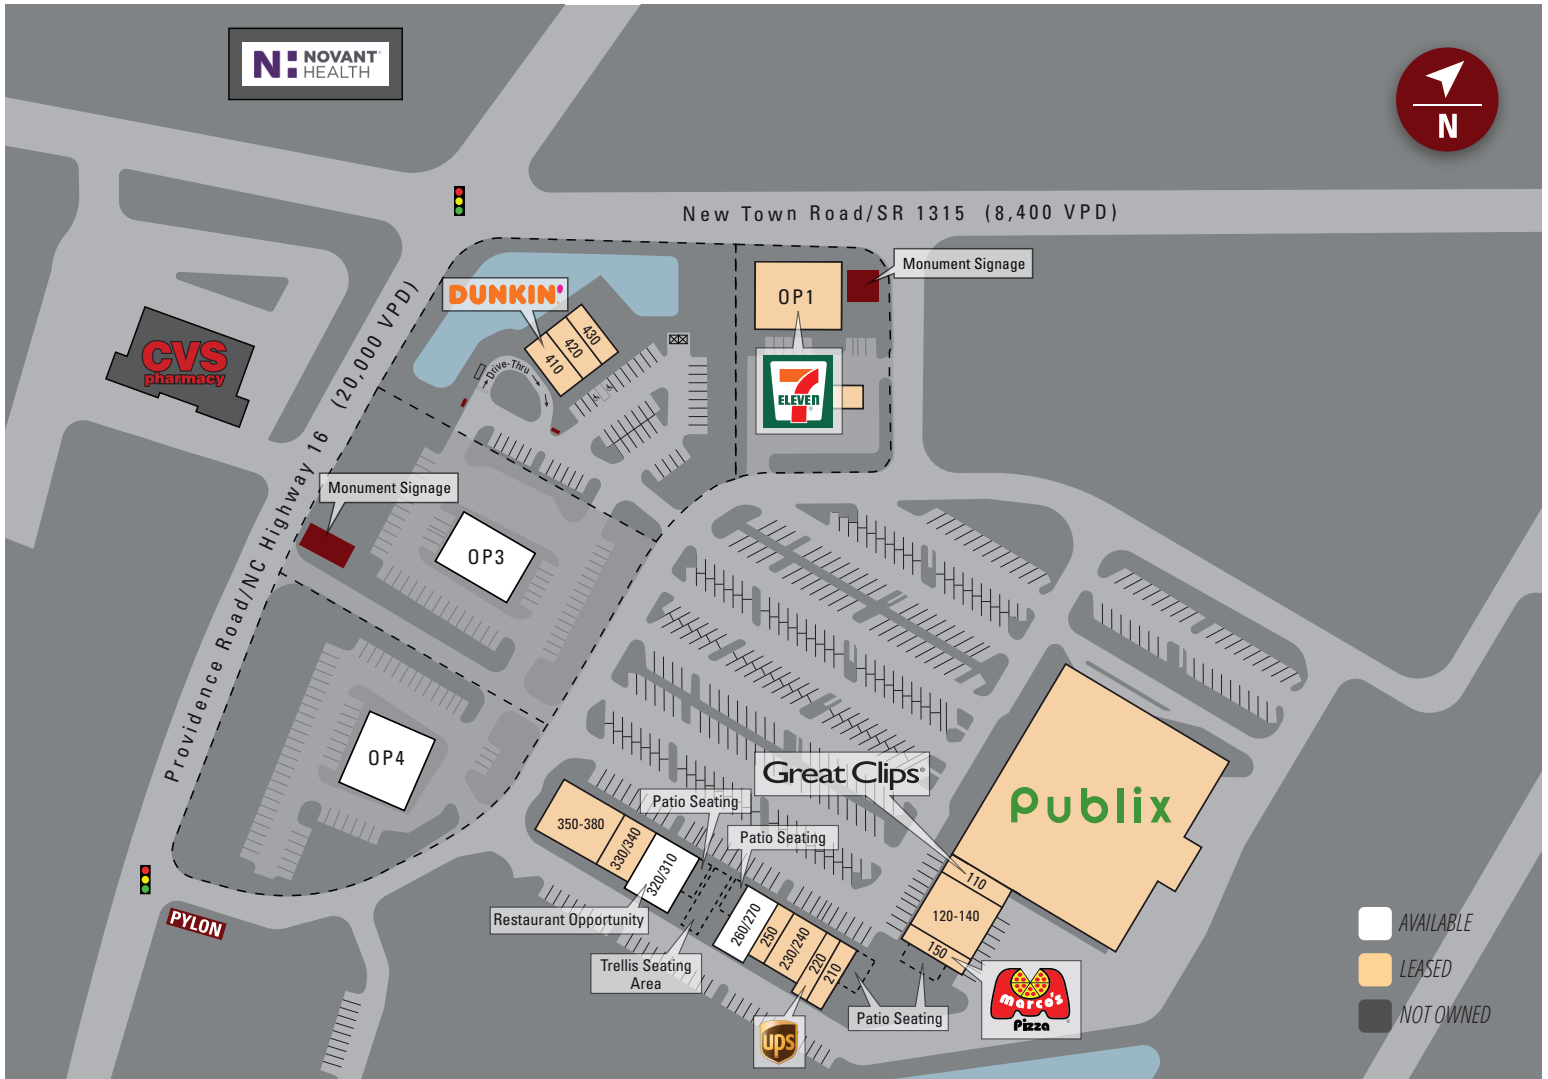 NOVANT
HEALTH
N
New Town Road/SR 1315 (8,400 VPD)
Monument Signage
OP1
DUNKIN'
430
420
410
Drive-Thru
7
ELEVEN
CVS
pharmacy
Providence Road/NC Highway 16 (20,000 VPD)
Monument Signage
OP3
OP4
Great Clips
Publix
Patio Seating
Patio Seating
350-380
330/340
320/310
Restaurant Opportunity
Trellis Seating
Area
260/270
250
230/240
220
210
110
120-140
150
Patio Seating
ups
marco's
Pizza
PYLON
AVAILABLE
LEASED
NOT OWNED